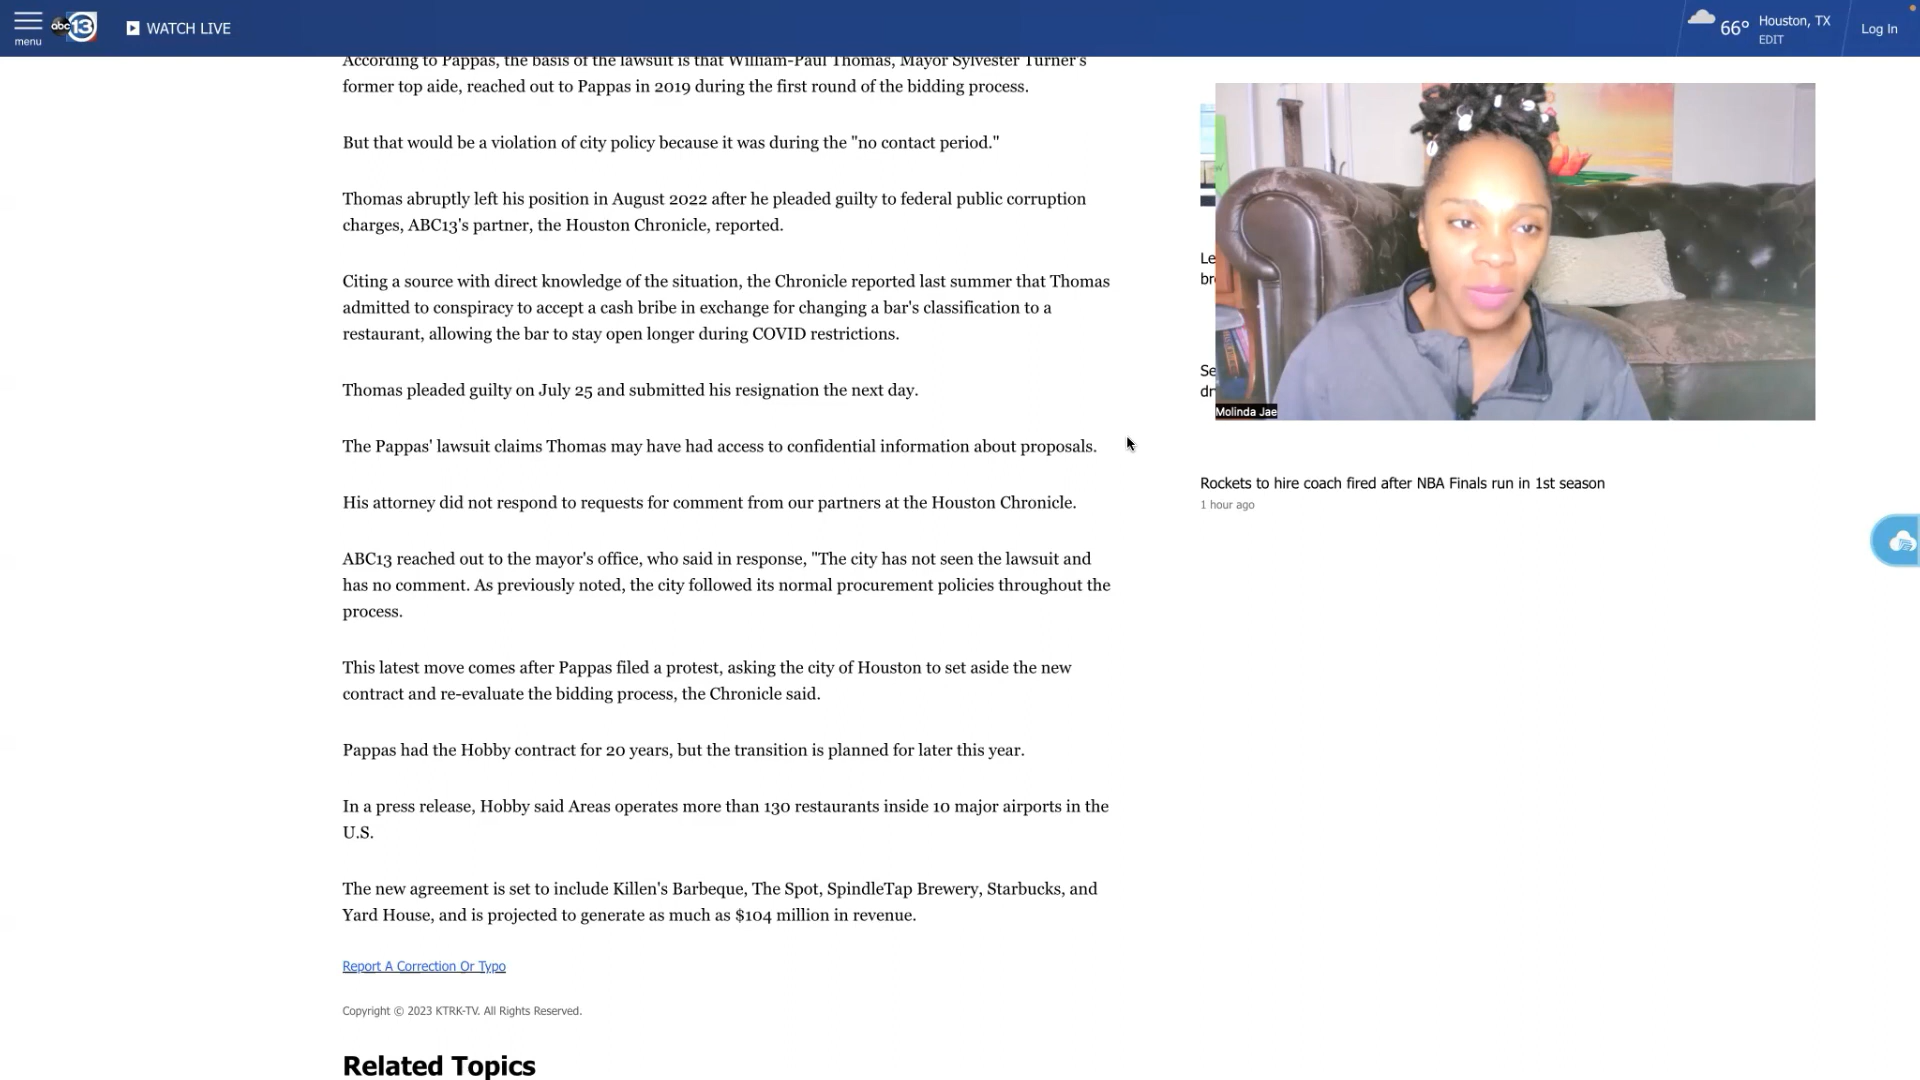 menu
abc 13
WATCH LIVE
66°
Houston, TX
EDIT
Log In
According to Pappas, the basis of the lawsuit is that William-Paul Thomas, Mayor Sylvester Turner's
former top aide, reached out to Pappas in 2019 during the first round of the bidding process.
But that would be a violation of city policy because it was during the "no contact period."
Thomas abruptly left his position in August 2022 after he pleaded guilty to federal public corruption
charges, ABC13's partner, the Houston Chronicle, reported.
Citing a source with direct knowledge of the situation, the Chronicle reported last summer that Thomas
admitted to conspiracy to accept a cash bribe in exchange for changing a bar's classification to a
restaurant, allowing the bar to stay open longer during COVID restrictions.
Thomas pleaded guilty on July 25 and submitted his resignation the next day.
The Pappas' lawsuit claims Thomas may have had access to confidential information about proposals.
His attorney did not respond to requests for comment from our partners at the Houston Chronicle.
ABC13 reached out to the mayor's office, who said in response, "The city has not seen the lawsuit and
has no comment. As previously noted, the city followed its normal procurement policies throughout the
process.
This latest move comes after Pappas filed a protest, asking the city of Houston to set aside the new
contract and re-evaluate the bidding process, the Chronicle said.
Pappas had the Hobby contract for 20 years, but the transition is planned for later this year.
In a press release, Hobby said Areas operates more than 130 restaurants inside 10 major airports in the
U.S.
The new agreement is set to include Killen's Barbeque, The Spot, SpindleTap Brewery, Starbucks, and
Yard House, and is projected to generate as much as $104 million in revenue.
Report A Correction Or Typo
Copyright © 2023 KTRK-TV. All Rights Reserved.
Related Topics
Le
br
Se
dr
Molinda Jae
Rockets to hire coach fired after NBA Finals run in 1st season
1 hour ago